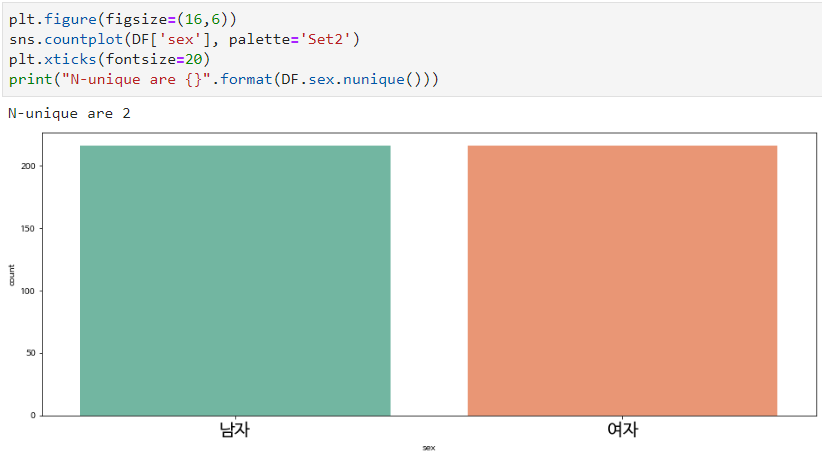 plt.figure(figsize=(16,6))
sns.countplot(DF['sex'], palette='Set2')
plt.xticks(fontsize=20)
print("N-unique are {}".format(DF.sex.nunique()))
N-unique are 2
200
150
100
50
0
count
남자 여자
sex